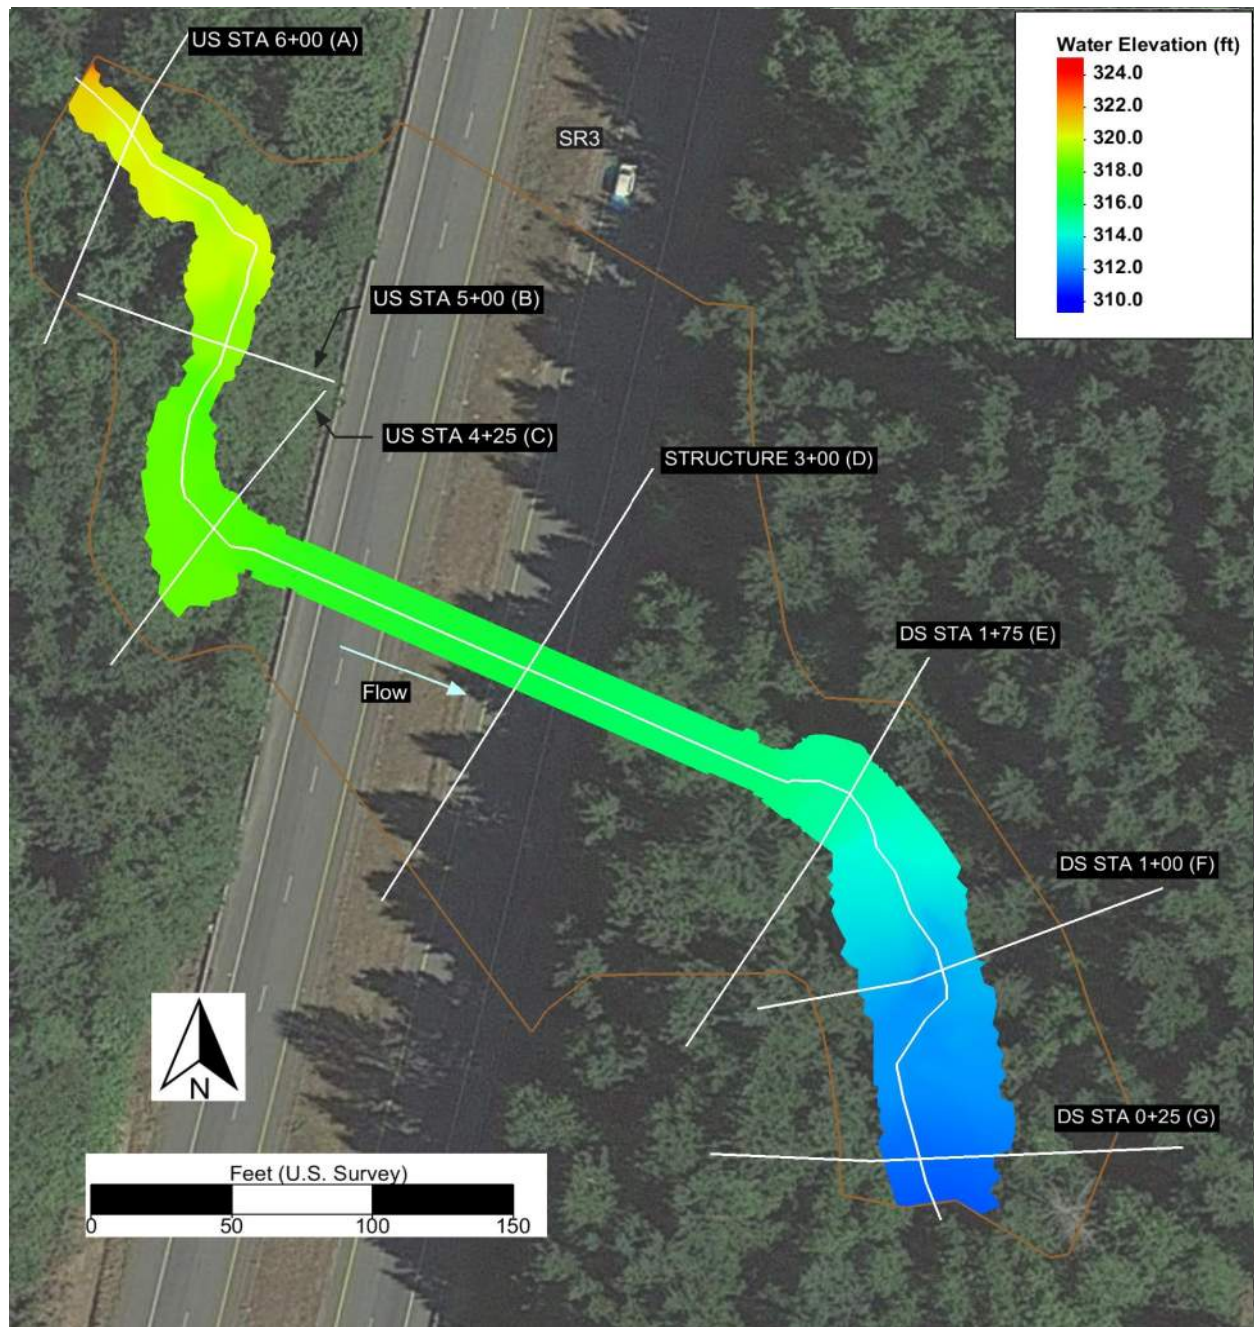 US STA 6+00 (A)
Water Elevation (ft)
324.0
322.0
320.0
318.0
316.0
314.0
312.0
310.0
SR3
US STA 5+00 (B)
US STA 4+25 (C)
STRUCTURE 3+00 (D)
DS STA 1+75 (E)
Flow
DS STA 1+00 (F)
N
DS STA 0+25 (G)
Feet (U.S. Survey)
0 50 100 150